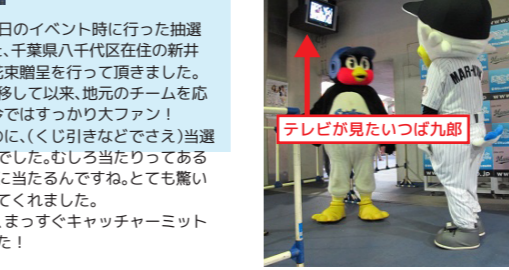 日のイベント時に行った抽選
、千葉県八千代区在住の新井
花束贈呈を行って頂きました。
移して以来、地元のチームを応
今ではすっかり大ファン！
のに、（くじ引きなどでさえ）当選
でした。むしろ当たりってある
に当たるんですね。とても驚い
てくれました。
、まっすぐキャッチャーミット
た！
テレビが見たいつば九郎
MAR-KUN